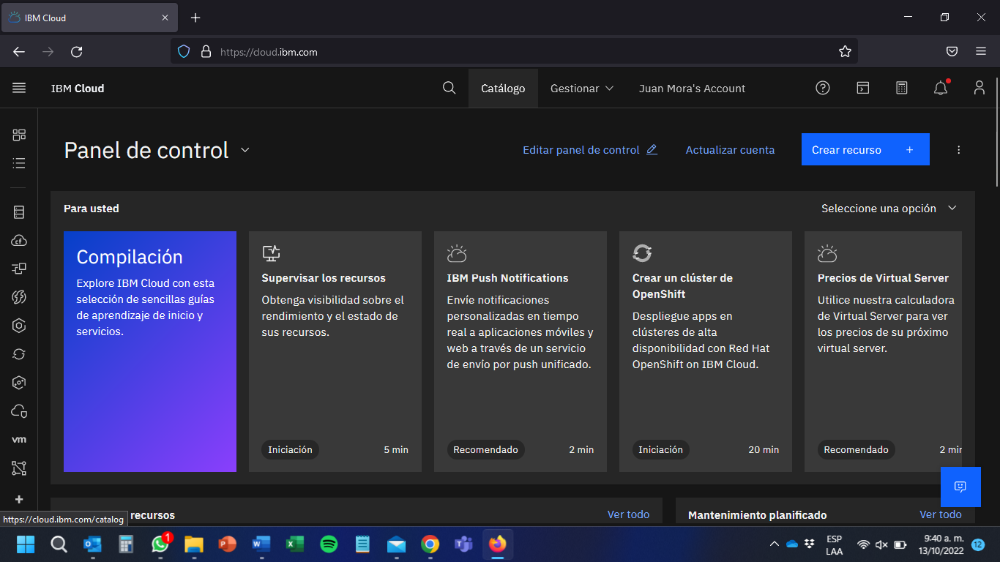 IBM Cloud
https://cloud.ibm.com
IBM Cloud
Catálogo
Gestionar
Juan Mora's Account
Panel de control
Editar panel de control
Actualizar cuenta
Crear recurso +
Para usted
Seleccione una opción
Compilación
Explore IBM Cloud con esta
selección de sencillas guías
de aprendizaje de inicio y
servicios.
Supervisar los recursos
Obtenga visibilidad sobre el
rendimiento y el estado de
sus recursos.
Iniciación
5 min
IBM Push Notifications
Envíe notificaciones
personalizadas en tiempo
real a aplicaciones móviles y
web a través de un servicio
de envío por push unificado.
Recomendado
2 min
Crear un clúster de
OpenShift
Despliegue apps en
clústeres de alta
disponibilidad con Red Hat
OpenShift on IBM Cloud.
Iniciación
20 min
Precios de Virtual Server
Utilice nuestra calculadora
de Virtual Server para ver
los precios de su próximo
virtual server.
Recomendado
2 min
cf
vm
recursos
Ver todo
Mantenimiento planificado
Ver todo
https://cloud.ibm.com/catalog
1
ESP
LAA
9:40 a. m.
13/10/2022
12